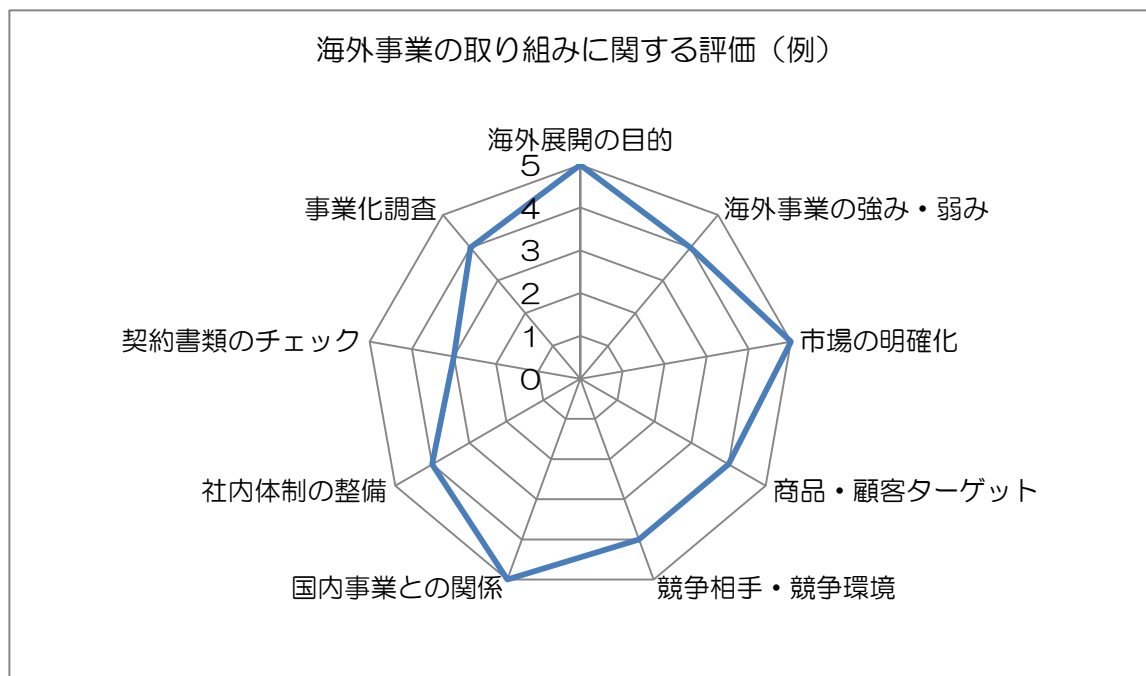 海外事業の取り組みに関する評価（例）
海外展開の目的
海外事業の強み・弱み
市場の明確化
商品・顧客ターゲット
競争相手・競争環境
国内事業との関係
社内体制の整備
契約書類のチェック
事業化調査
5
4
3
2
1
0